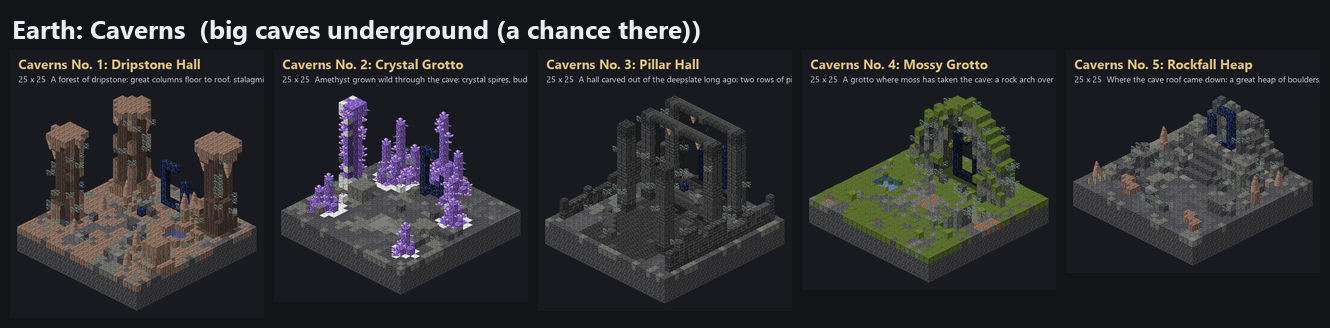 Earth: Caverns (big caves underground (a chance there))
Caverns No. 1: Dripstone Hall
25 x 25 A forest of dripstone: great columns floor to roof, stalagmi
Caverns No. 2: Crystal Grotto
25 x 25 Amethyst grown wild through the cave: crystal spires, bud
Caverns No. 3: Pillar Hall
25 x 25 A hall carved out of the deepslate long ago: two rows of pi
Caverns No. 4: Mossy Grotto
25 x 25 A grotto where moss has taken the cave: a rock arch over
Caverns No. 5: Rockfall Heap
25 x 25 Where the cave roof came down: a great heap of boulders,